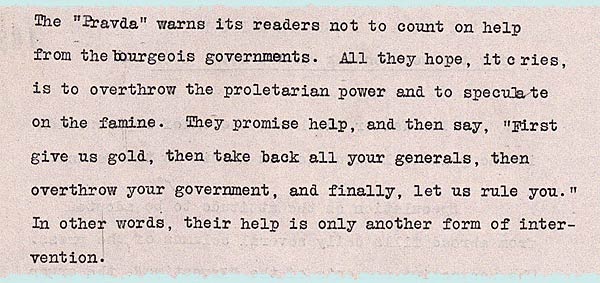 The "Pravda" warns its readers not to count on help
from the bourgeois governments. All they hope, it cries,
is to overthrow the proletarian power and to speculate
on the famine. They promise help, and then say, "First
give us gold, then take back all your generals, then
overthrow your government, and finally, let us rule you."
In other words, their help is only another form of inter-
vention.